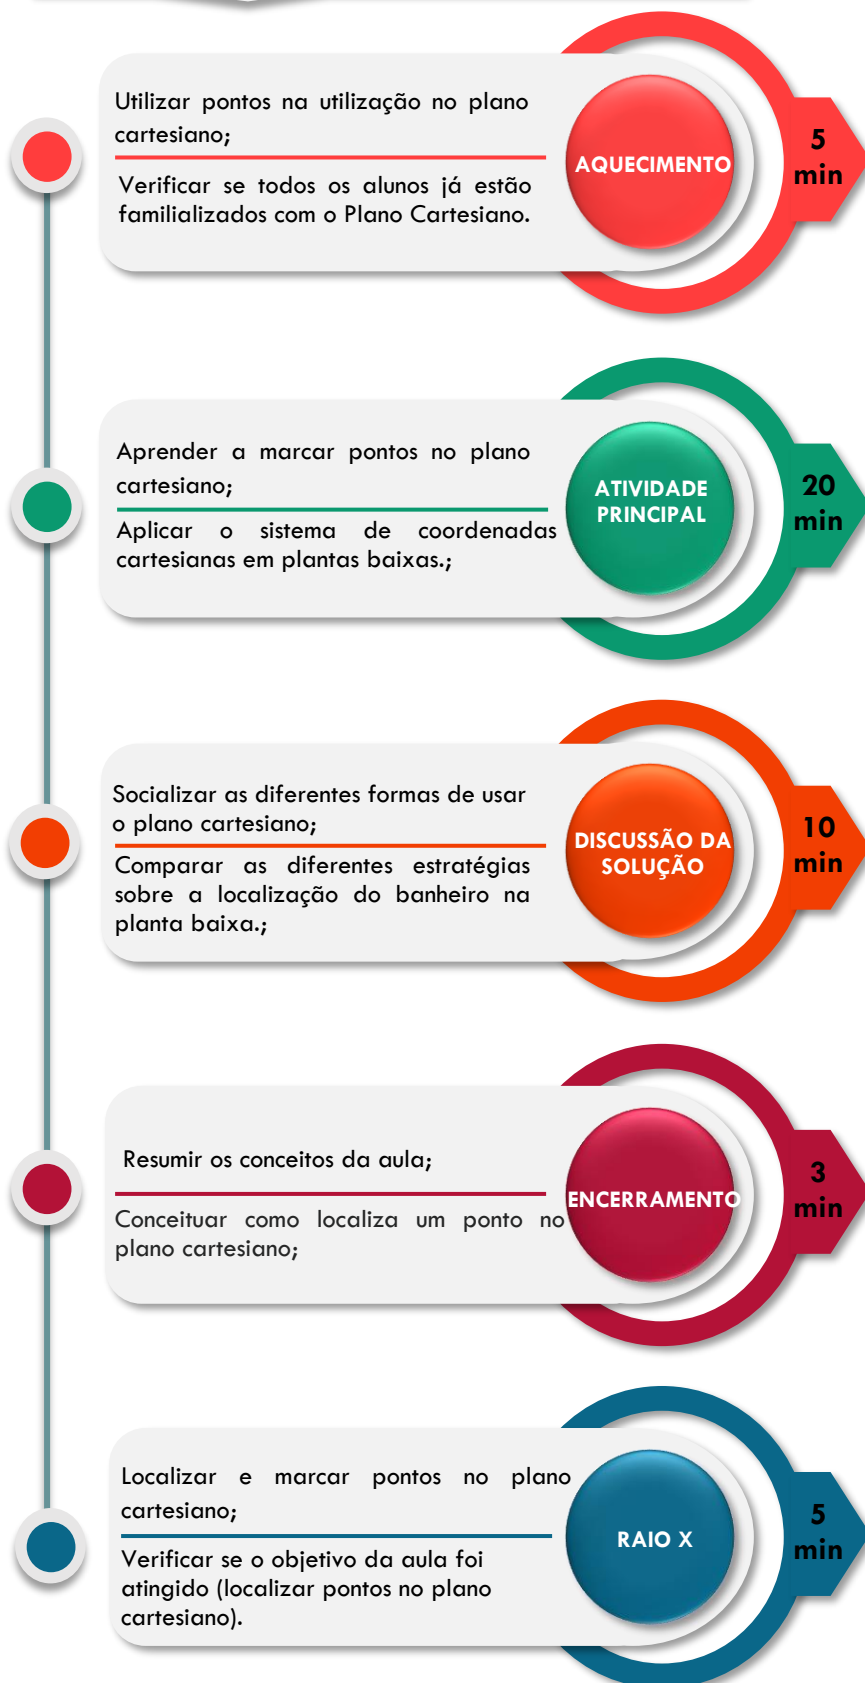 Utilizar pontos na utilização no plano
cartesiano;
Verificar se todos os alunos já estão
familializados com o Plano Cartesiano.
AQUECIMENTO
5
min
Aprender a marcar pontos no plano
cartesiano;
Aplicar o sistema de coordenadas
cartesianas em plantas baixas.;
ATIVIDADE
PRINCIPAL
20
min
Socializar as diferentes formas de usar
o plano cartesiano;
Comparar as diferentes estratégias
sobre a localização do banheiro na
planta baixa.;
DISCUSSÃO DA
SOLUÇÃO
10
min
Resumir os conceitos da aula;
Conceituar como localiza um ponto no
plano cartesiano;
ENCERRAMENTO
3
min
Localizar e marcar pontos no plano
cartesiano;
Verificar se o objetivo da aula foi
atingido (localizar pontos no plano
cartesiano).
RAIO X
5
min